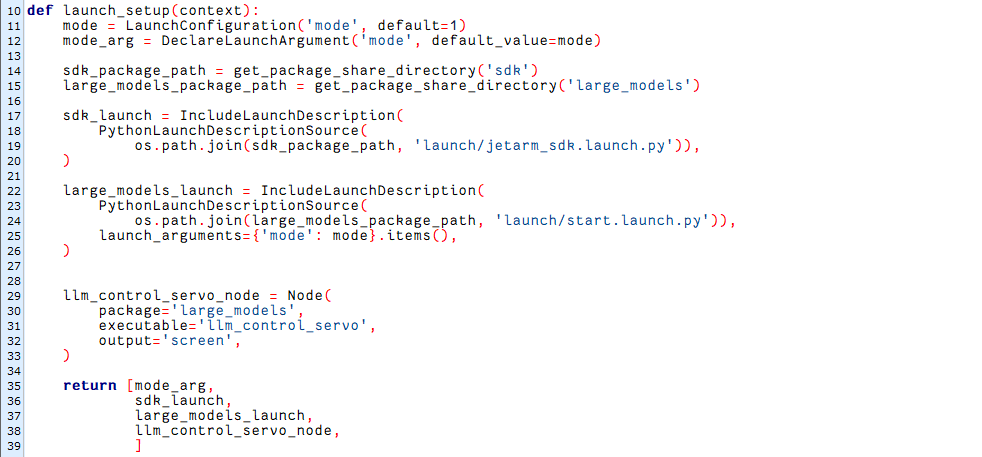 10 def launch_setup(context):
11     mode = LaunchConfiguration('mode', default=1)
12     mode_arg = DeclareLaunchArgument('mode', default_value=mode)
13
14     sdk_package_path = get_package_share_directory('sdk')
15     large_models_package_path = get_package_share_directory('large_models')
16
17     sdk_launch = IncludeLaunchDescription(
18         PythonLaunchDescriptionSource(
19             os.path.join(sdk_package_path, 'launch/jetarm_sdk.launch.py')),
20     )
21
22     large_models_launch = IncludeLaunchDescription(
23         PythonLaunchDescriptionSource(
24             os.path.join(large_models_package_path, 'launch/start.launch.py')),
25         launch_arguments={'mode': mode}.items(),
26     )
27
28
29     llm_control_servo_node = Node(
30         package='large_models',
31         executable='llm_control_servo',
32         output='screen',
33     )
34
35     return [mode_arg,
36             sdk_launch,
37             large_models_launch,
38             llm_control_servo_node,
39             ]